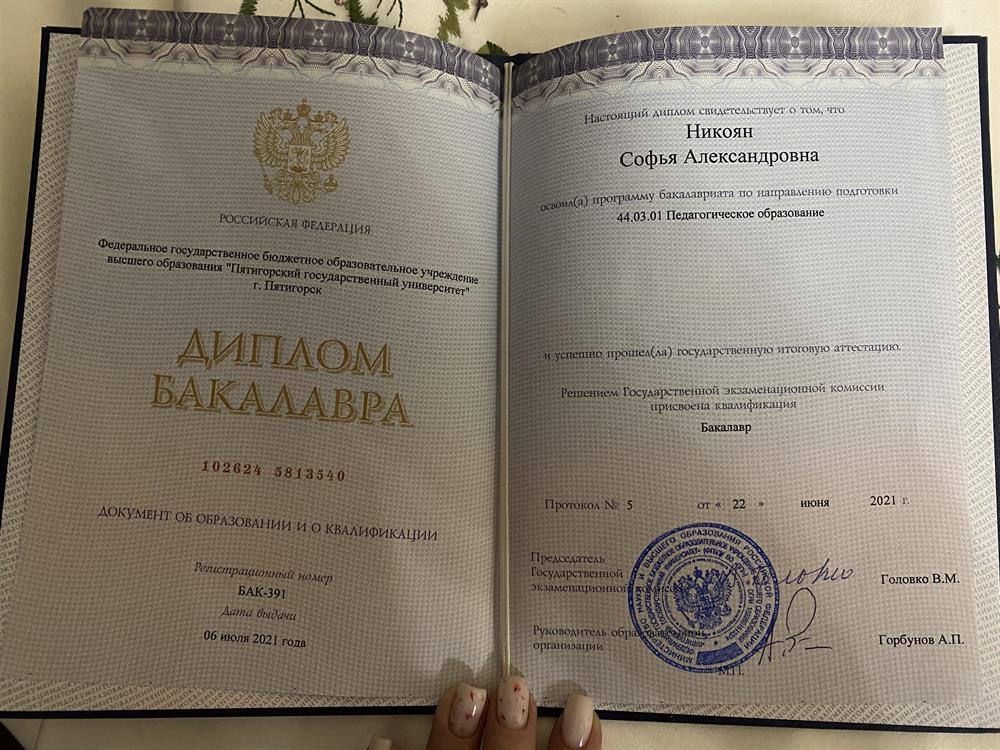 РОССИЙСКАЯ ФЕДЕРАЦИЯ
Федеральное государственное бюджетное образовательное учреждение
высшего образования "Пятигорский государственный университет"
г. Пятигорск
ДИПЛОМ
БАКАЛАВРА
102624 5813540
ДОКУМЕНТ ОБ ОБРАЗОВАНИИ И О КВАЛИФИКАЦИИ
Регистрационный номер
БАК-391
Дата выдачи
06 июля 2021 года
Настоящий диплом свидетельствует о том, что
Никоян
Софья Александровна
освоил(а) программу бакалавриата по направлению подготовки
44.03.01 Педагогическое образование
и успешно прошел(ла) государственную итоговую аттестацию.
Решением Государственной экзаменационной комиссии
присвоена квалификация
Бакалавр
Протокол № 5 от « 22 » июня 2021 г.
Председатель
Государственной
экзаменационной
Головко В.М.
Руководитель образовательной
организации
Горбунов А.П.
М.П.